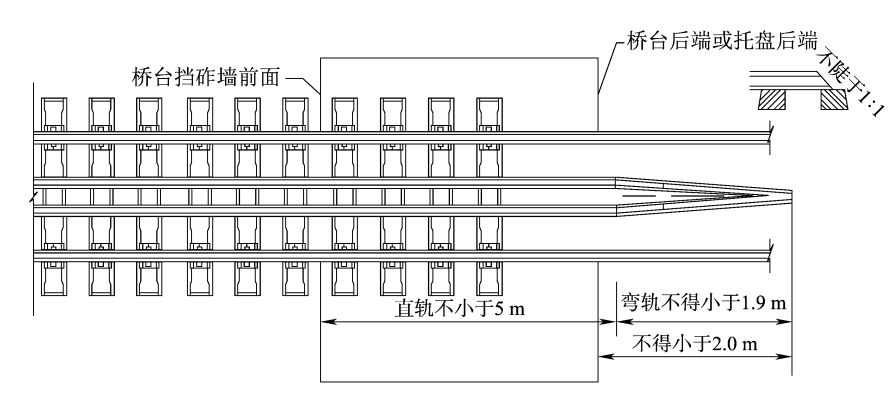 桥台后端或托盘后端
桥台挡砟墙前面
不陡于1:1
直轨不小于5 m
弯轨不得小于1.9 m
不得小于2.0 m